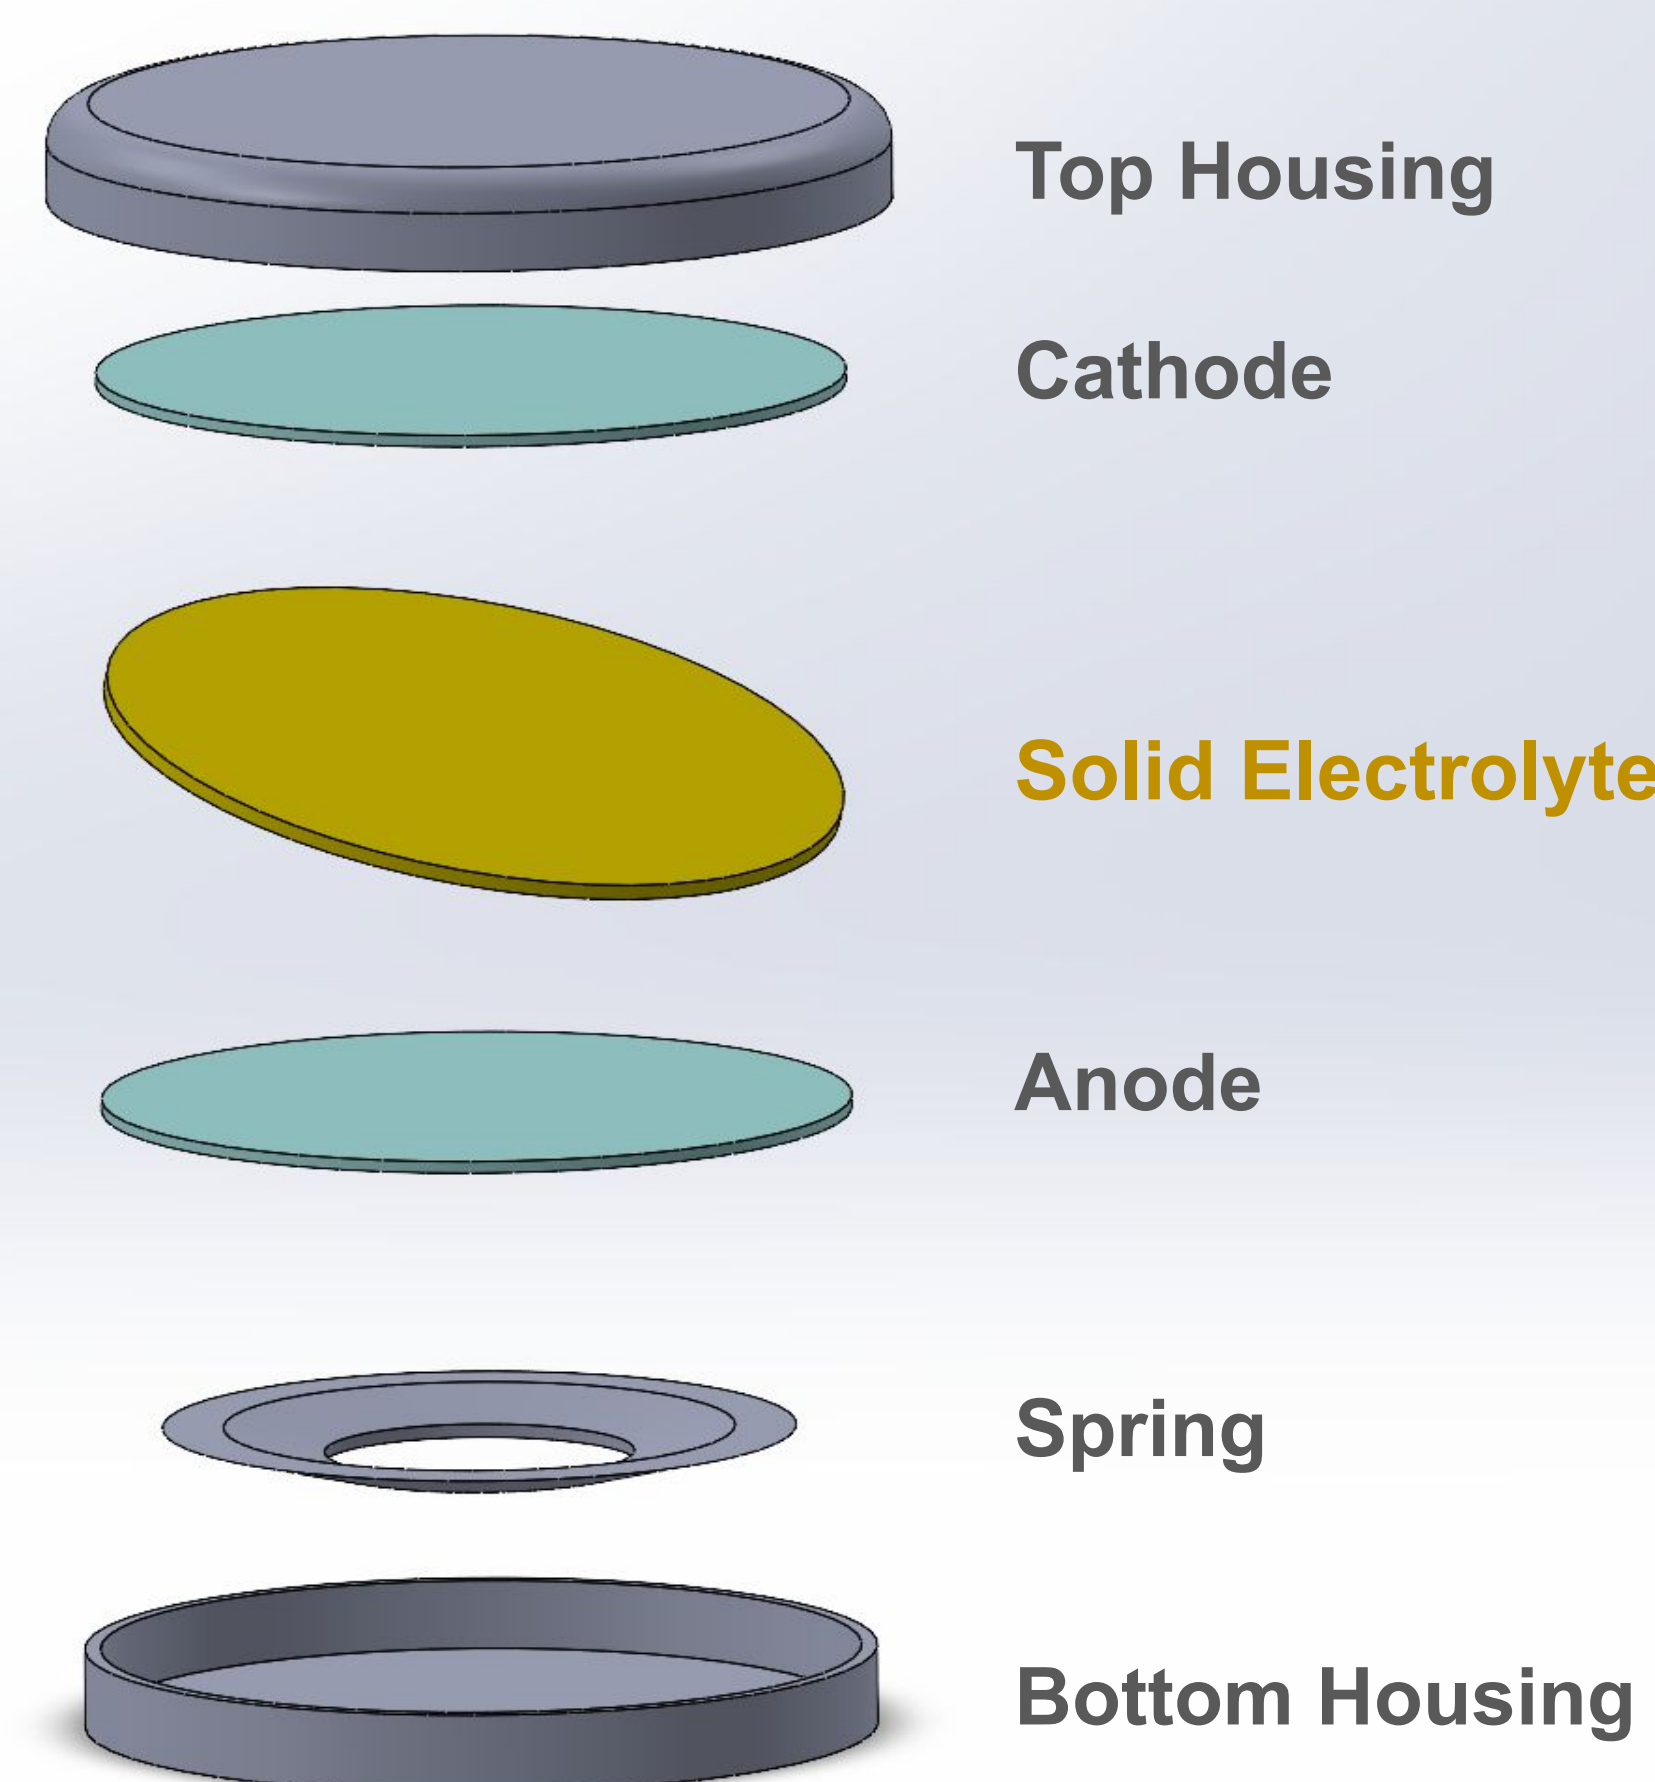 Top Housing
Cathode
Solid Electrolyte
Anode
Spring
Bottom Housing